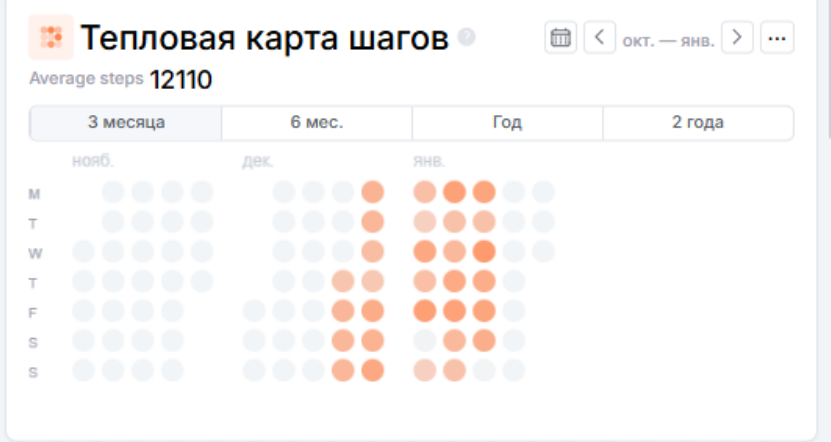 Тепловая карта шагов ?
окт. — янв. ...
Average steps 12110
3 месяца 6 мес. Год 2 года
нояб. дек. янв.
M
T
W
T
F
S
S